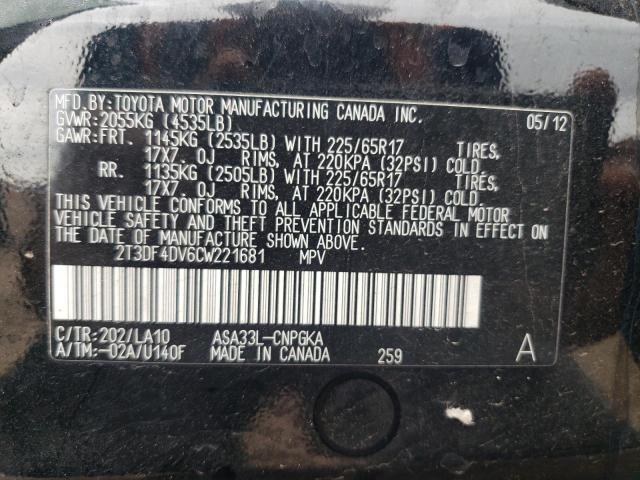 MFD.BY:TOYOTA MOTOR MANUFACTURING CANADA INC.
GVWR:2055KG (4535LB) 05/12
GAWR:FRT. 1145KG (2535LB) WITH 225/65R17 TIRES,
17X7.0J RIMS, AT 220KPA (32PSI) COLD
RR. 1135KG (2505LB) WITH 225/65R17 TIRES,
17X7.0J RIMS, AT 220KPA (32PSI) COLD.
THIS VEHICLE CONFORMS TO ALL APPLICABLE FEDERAL MOTOR
VEHICLE SAFETY AND THEFT PREVENTION STANDARDS IN EFFECT ON
THE DATE OF MANUFACTURE SHOWN ABOVE.
2T3DF4DV6CW221681 MPV
C/TR:202/LA10 ASA33L-CNPGKA
A/TM:-02A/U140F MADE IN CANADA 259 A